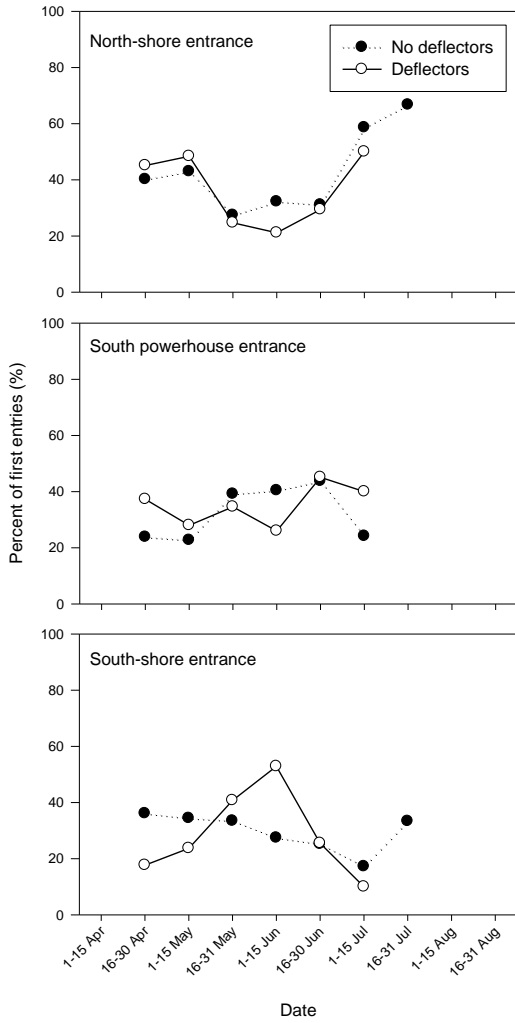 North-shore entrance
No deflectors
Deflectors
100
80
60
40
20
0
South powerhouse entrance
100
80
60
40
20
0
Percent of first entries (%)
South-shore entrance
100
80
60
40
20
0
1-15 Apr
16-30 Apr
1-15 May
16-31 May
1-15 Jun
16-30 Jun
1-15 Jul
16-31 Jul
1-15 Aug
16-31 Aug
Date